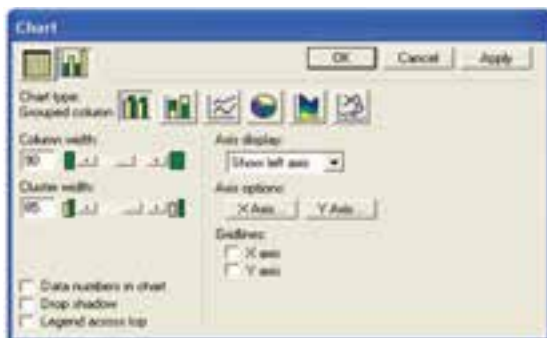 Chart
OK Cancel Apply
Chart type:
Grouped column
Column width:
90
Axis display:
Show left axis
Cluster width:
85
Axis options:
X Axis... Y Axis...
Gridlines:
X axis
Y axis
Data numbers in chart
Drop shadow
Legend across top